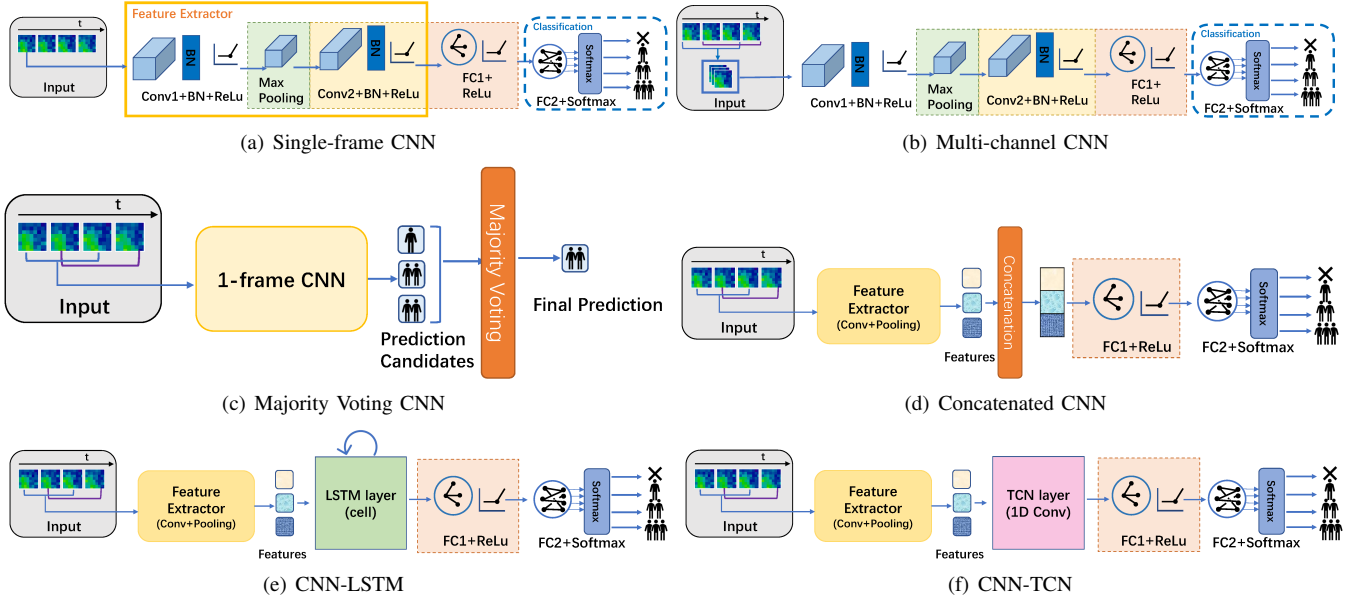 t
Input
Feature Extractor
BN
Conv1+BN+ReLu
Max
Pooling
BN
Conv2+BN+ReLu
FC1+
ReLu
Classification
Softmax
FC2+Softmax
(a) Single-frame CNN
t
Input
BN
Conv1+BN+ReLu
Max
Pooling
BN
Conv2+BN+ReLu
FC1+
ReLu
Classification
Softmax
FC2+Softmax
(b) Multi-channel CNN
t
Input
1-frame CNN
Prediction
Candidates
Majority Voting
Final Prediction
(c) Majority Voting CNN
t
Input
Feature
Extractor
(Conv+Pooling)
Features
Concatenation
FC1+ReLu
Softmax
FC2+Softmax
(d) Concatenated CNN
t
Input
Feature
Extractor
(Conv+Pooling)
Features
LSTM layer
(cell)
FC1+ReLu
Softmax
FC2+Softmax
(e) CNN-LSTM
t
Input
Feature
Extractor
(Conv+Pooling)
Features
TCN layer
(1D Conv)
FC1+ReLu
Softmax
FC2+Softmax
(f) CNN-TCN